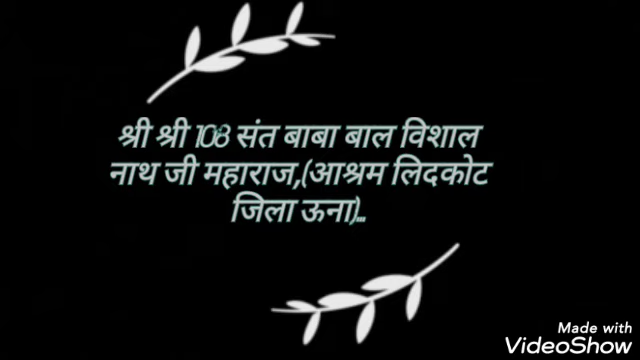 श्री श्री 108 संत बाबा बाल विशाल
नाथ जी महाराज,(आश्रम लिदकोट
जिला ऊना)...
Made with
VideoShow